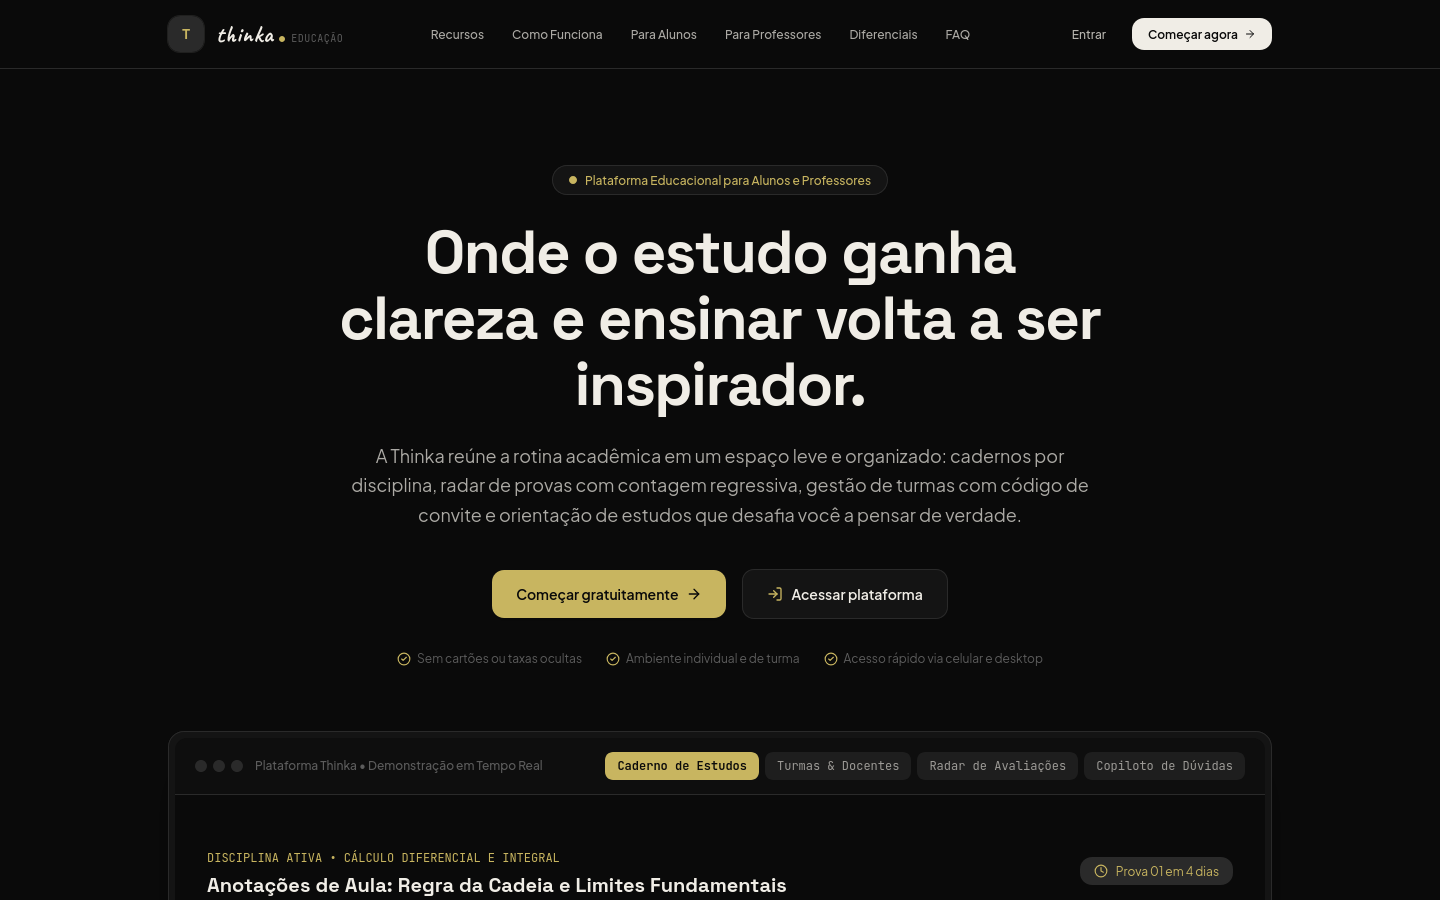 T
thinka
EDUCAÇÃO
Recursos
Como Funciona
Para Alunos
Para Professores
Diferenciais
FAQ
Entrar
Começar agora
Plataforma Educacional para Alunos e Professores
Onde o estudo ganha
clareza e ensinar volta a ser
inspirador.
A Thinka reúne a rotina acadêmica em um espaço leve e organizado: cadernos por
disciplina, radar de provas com contagem regressiva, gestão de turmas com código de
convite e orientação de estudos que desafia você a pensar de verdade.
Começar gratuitamente
Acessar plataforma
Sem cartões ou taxas ocultas
Ambiente individual e de turma
Acesso rápido via celular e desktop
Plataforma Thinka • Demonstração em Tempo Real
Caderno de Estudos
Turmas & Docentes
Radar de Avaliações
Copiloto de Dúvidas
DISCIPLINA ATIVA • CÁLCULO DIFERENCIAL E INTEGRAL
Anotações de Aula: Regra da Cadeia e Limites Fundamentais
Prova 01 em 4 dias